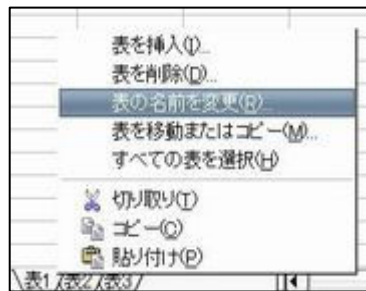 表を挿入(I)...
表を削除(D)...
表の名前を変更(R)...
表を移動またはコピー(M)...
すべての表を選択(H)
切り取り(T)
コピー(C)
貼り付け(P)
表1 表2 表3